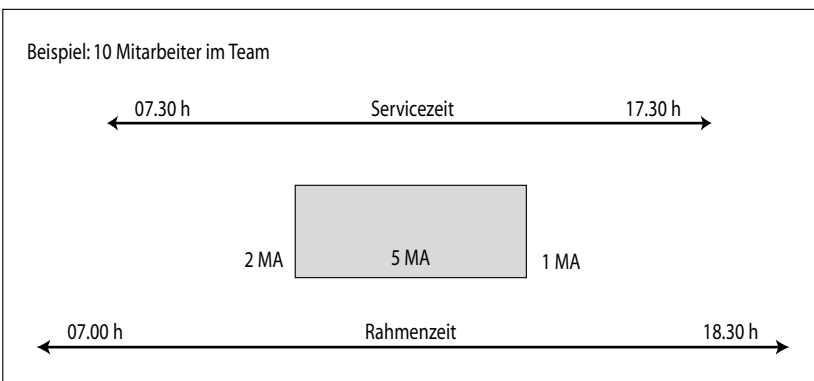 Beispiel: 10 Mitarbeiter im Team
07.30 h Servicezeit 17.30 h
2 MA 5 MA 1 MA
07.00 h Rahmenzeit 18.30 h